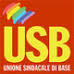 USB
UNIONE SINDACALE DI BASE